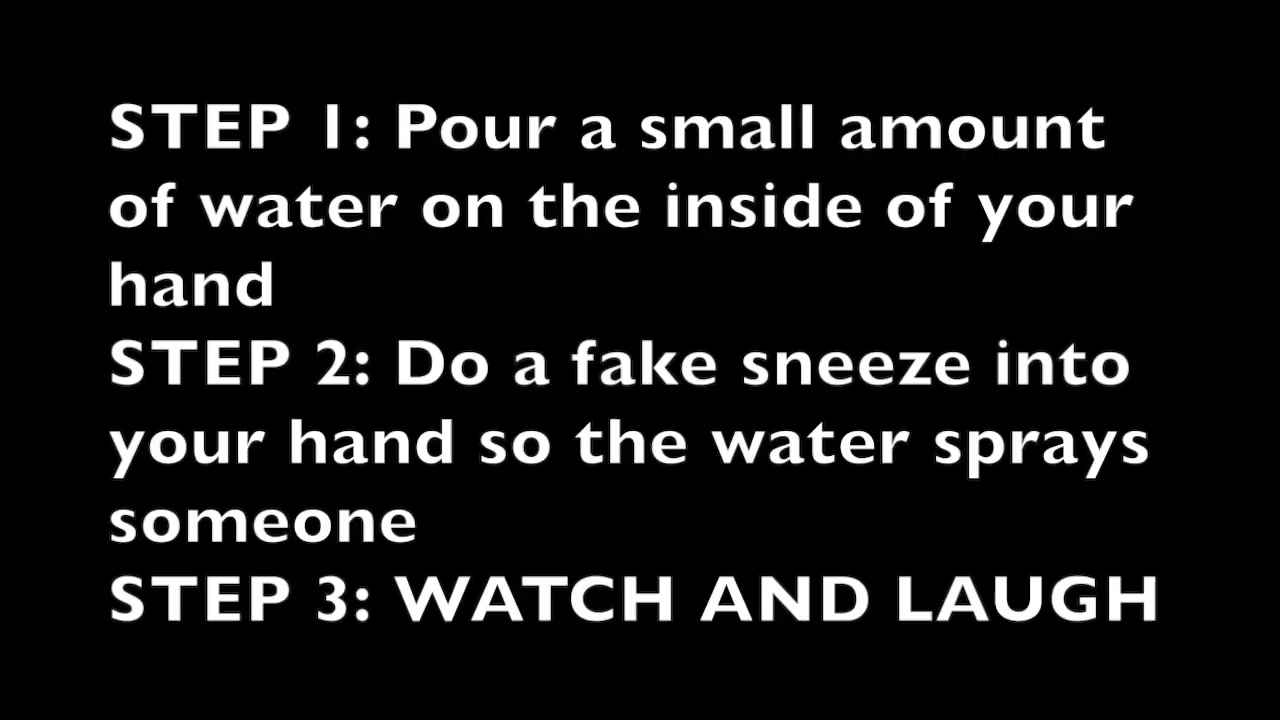 STEP 1: Pour a small amount
of water on the inside of your
hand
STEP 2: Do a fake sneeze into
your hand so the water sprays
someone
STEP 3: WATCH AND LAUGH